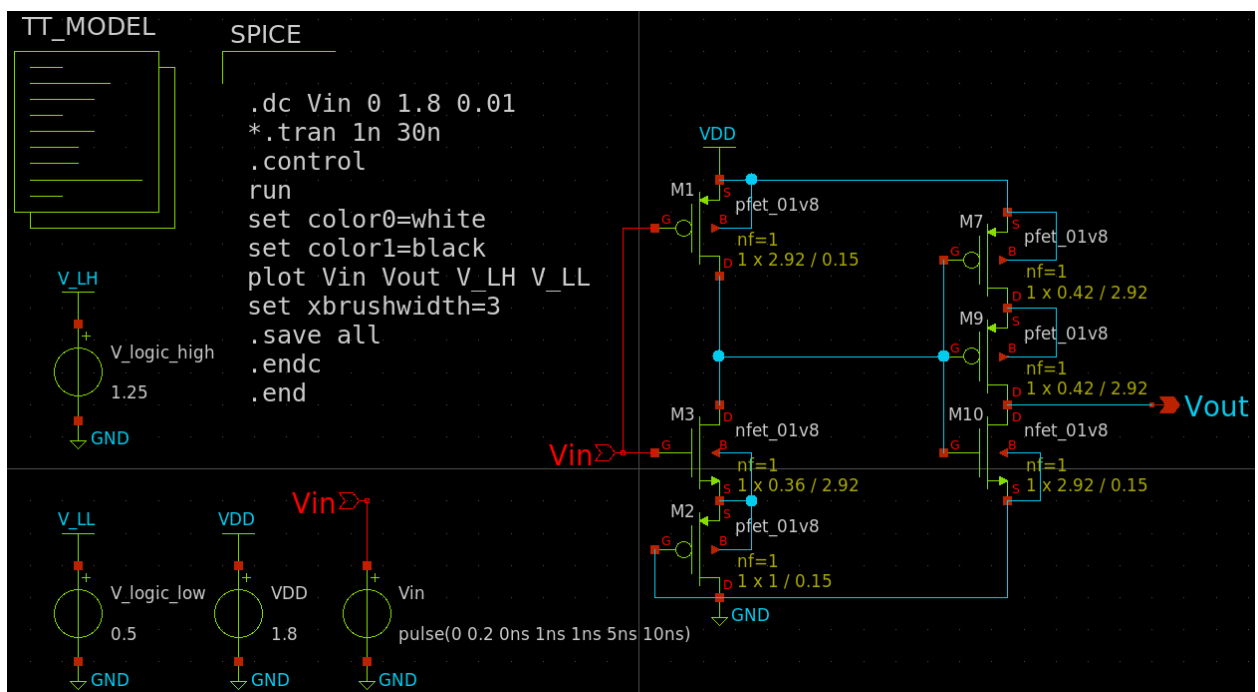 TT_MODEL
SPICE
.dc Vin 0 1.8 0.01
*.tran 1n 30n
.control
run
set color0=white
set color1=black
plot Vin Vout V_LH V_LL
set xbrushwidth=3
.save all
.endc
.end
V_LH
+
V_logic_high
1.25
GND
V_LL
+
V_logic_low
0.5
GND
VDD
+
VDD
1.8
GND
Vin
+
Vin
pulse(0 0.2 0ns 1ns 1ns 5ns 10ns)
GND
VDD
M1
S
pfet_01v8
G
B
nf=1
D
1 x 2.92 / 0.15
Vin
M3
D
nfet_01v8
G
B
nf=1
S
1 x 0.36 / 2.92
M2
S
pfet_01v8
G
B
nf=1
D
1 x 1 / 0.15
GND
M7
S
pfet_01v8
G
B
nf=1
D
1 x 0.42 / 2.92
M9
S
pfet_01v8
G
B
nf=1
D
1 x 0.42 / 2.92
Vout
M10
D
nfet_01v8
G
B
nf=1
S
1 x 2.92 / 0.15